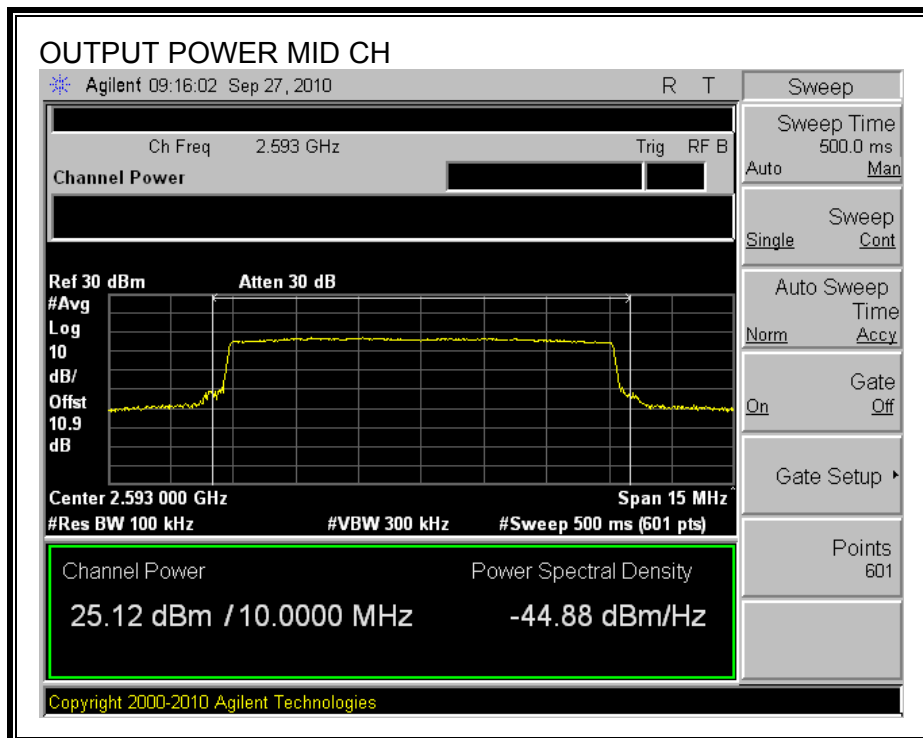 OUTPUT POWER MID CH
Agilent 09:16:02 Sep 27, 2010 R T
Ch Freq 2.593 GHz Trig RF B
Channel Power
Ref 30 dBm Atten 30 dB
#Avg
Log
10
dB/
Offst
10.9
dB
Center 2.593 000 GHz Span 15 MHz
#Res BW 100 kHz #VBW 300 kHz #Sweep 500 ms (601 pts)
Channel Power Power Spectral Density
25.12 dBm / 10.0000 MHz -44.88 dBm/Hz
Copyright 2000-2010 Agilent Technologies
Sweep
Sweep Time
500.0 ms
Auto Man
Sweep
Single Cont
Auto Sweep
Time
Norm Accy
Gate
On Off
Gate Setup
Points
601